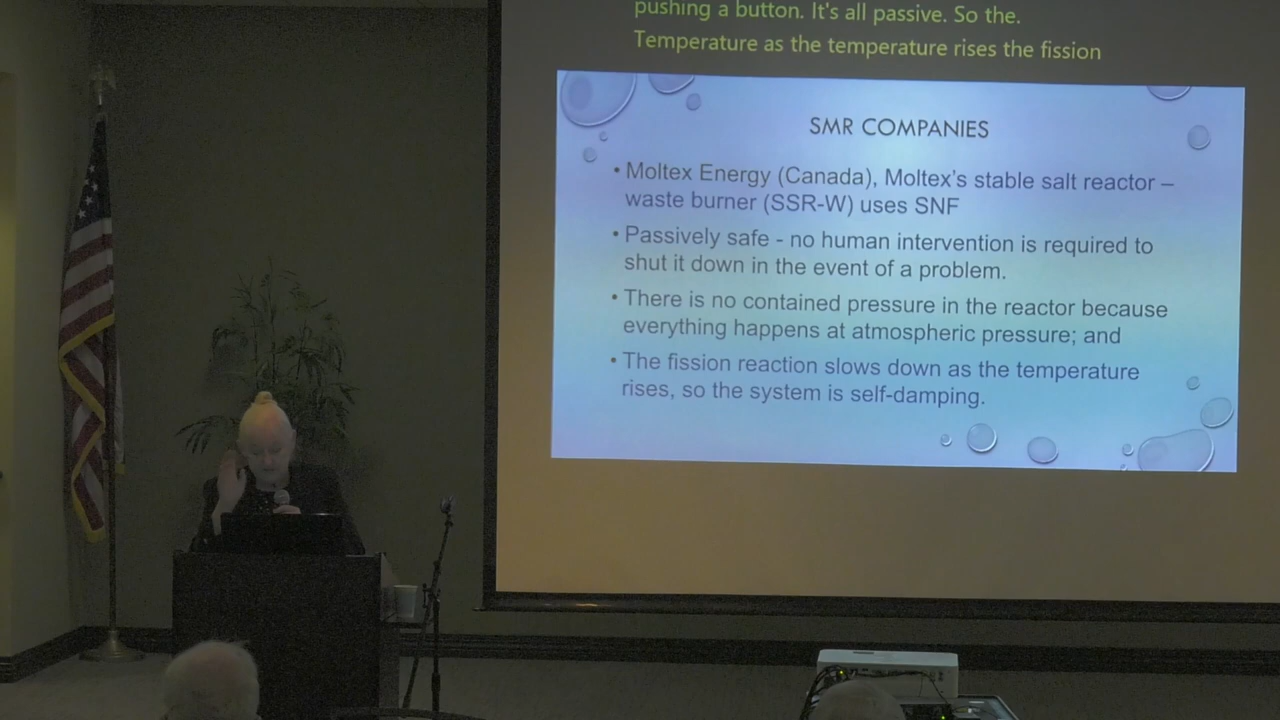 pushing a button. It's all passive. So the.
Temperature as the temperature rises the fission
SMR COMPANIES
• Moltex Energy (Canada), Moltex's stable salt reactor –
waste burner (SSR-W) uses SNF
• Passively safe - no human intervention is required to
shut it down in the event of a problem.
• There is no contained pressure in the reactor because
everything happens at atmospheric pressure; and
• The fission reaction slows down as the temperature
rises, so the system is self-damping.